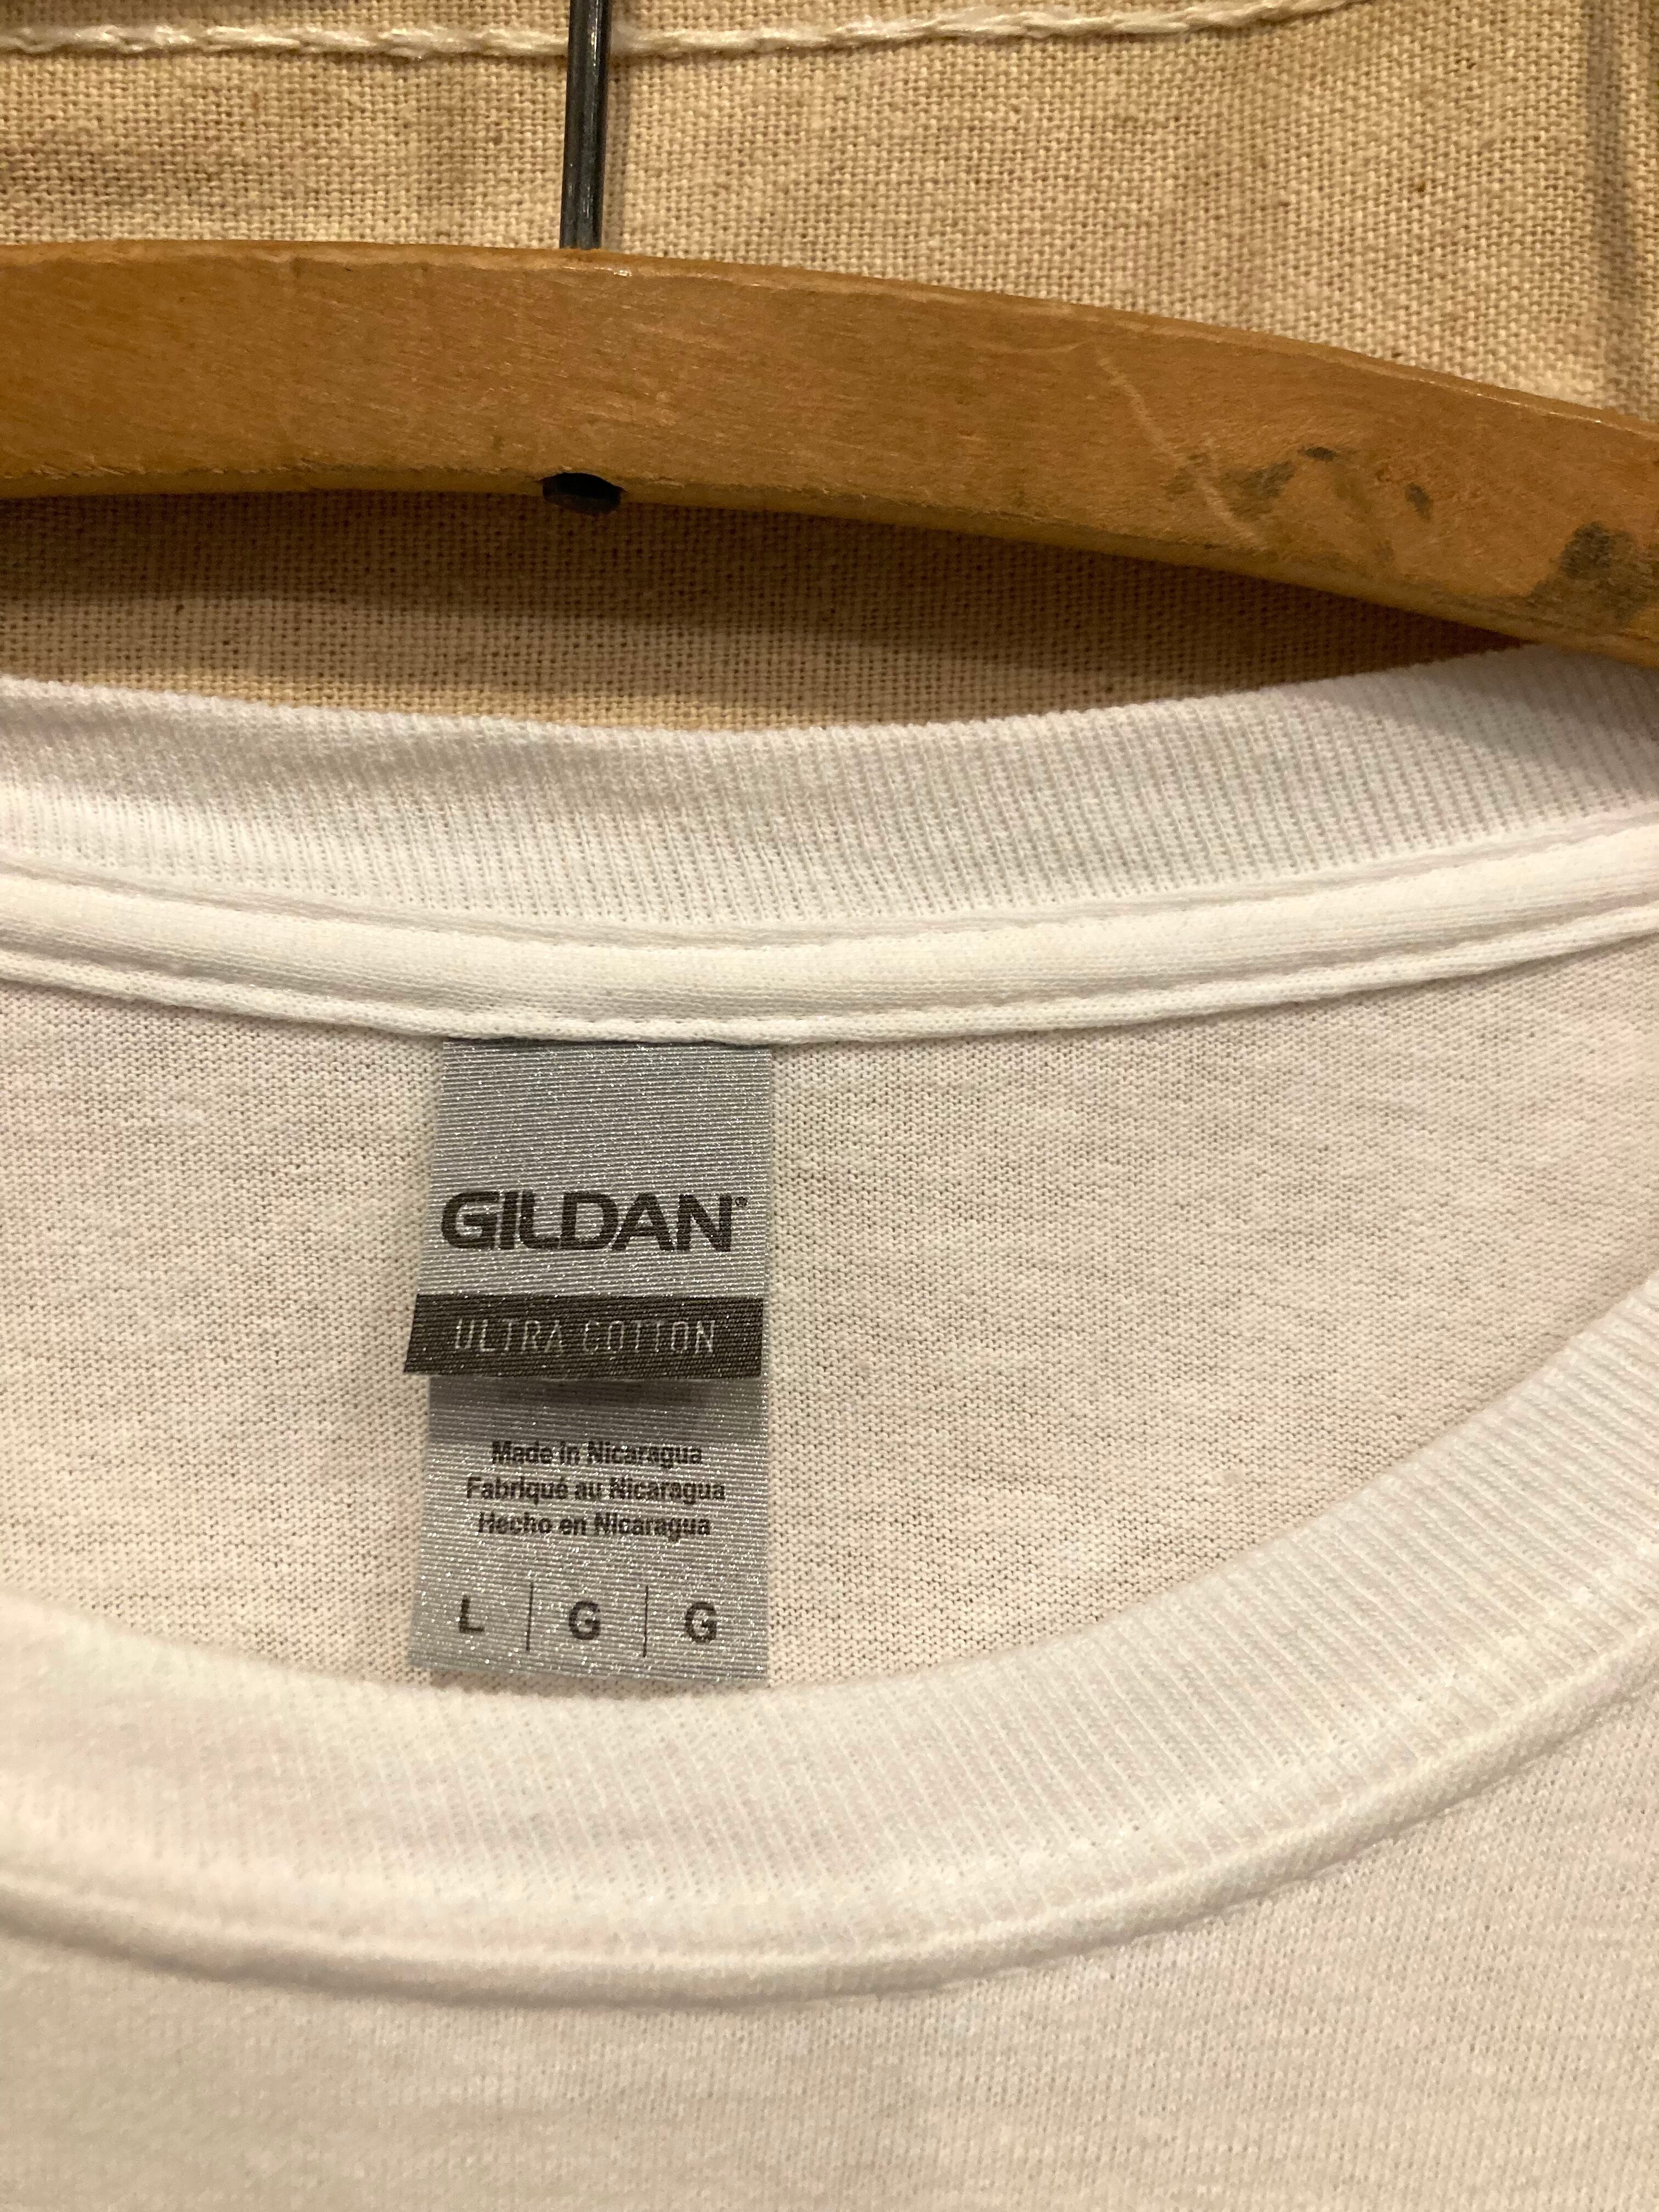 GILDAN®
ULTRA COTTON
Made in Nicaragua
Fabriqué au Nicaragua
Hecho en Nicaragua
L | G | G